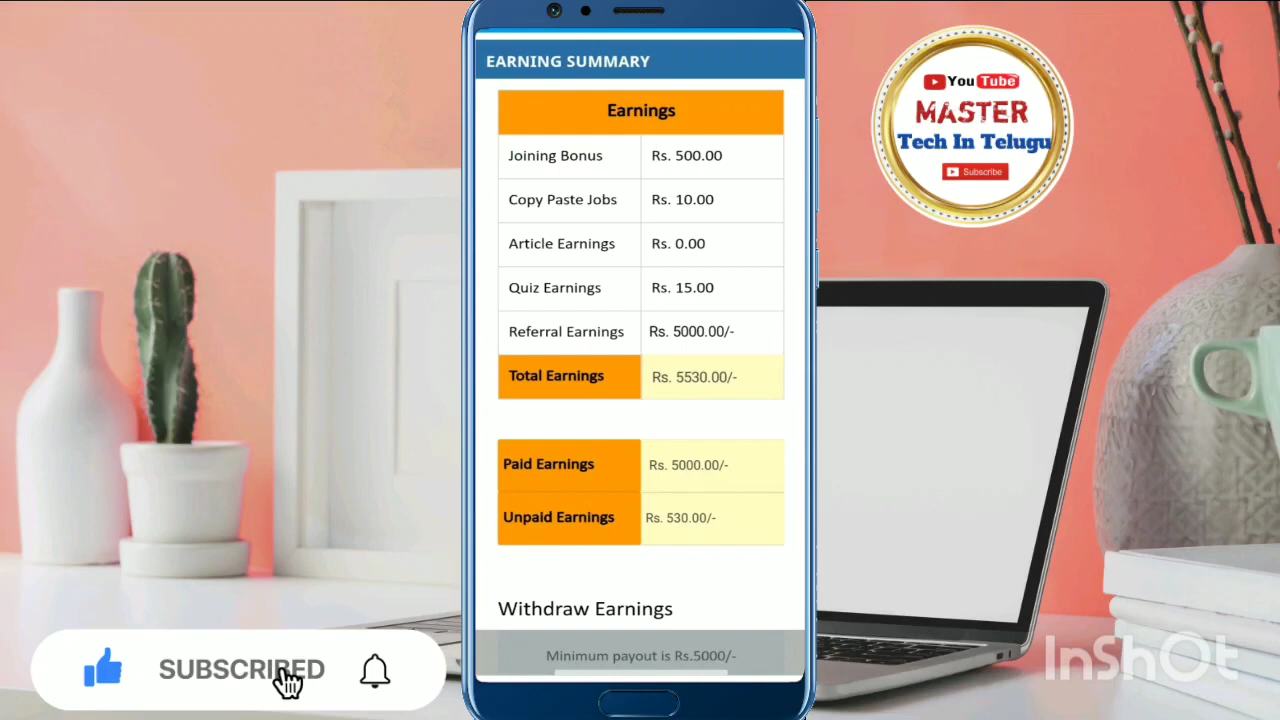 EARNING SUMMARY
Earnings
Joining Bonus Rs. 500.00
Copy Paste Jobs Rs. 10.00
Article Earnings Rs. 0.00
Quiz Earnings Rs. 15.00
Referral Earnings Rs. 5000.00/-
Total Earnings Rs. 5530.00/-
Paid Earnings Rs. 5000.00/-
Unpaid Earnings Rs. 530.00/-
Withdraw Earnings
Minimum payout is Rs.5000/-
YouTube
MASTER
Tech In Telugu
Subscribe
SUBSCRIBED
InShOt